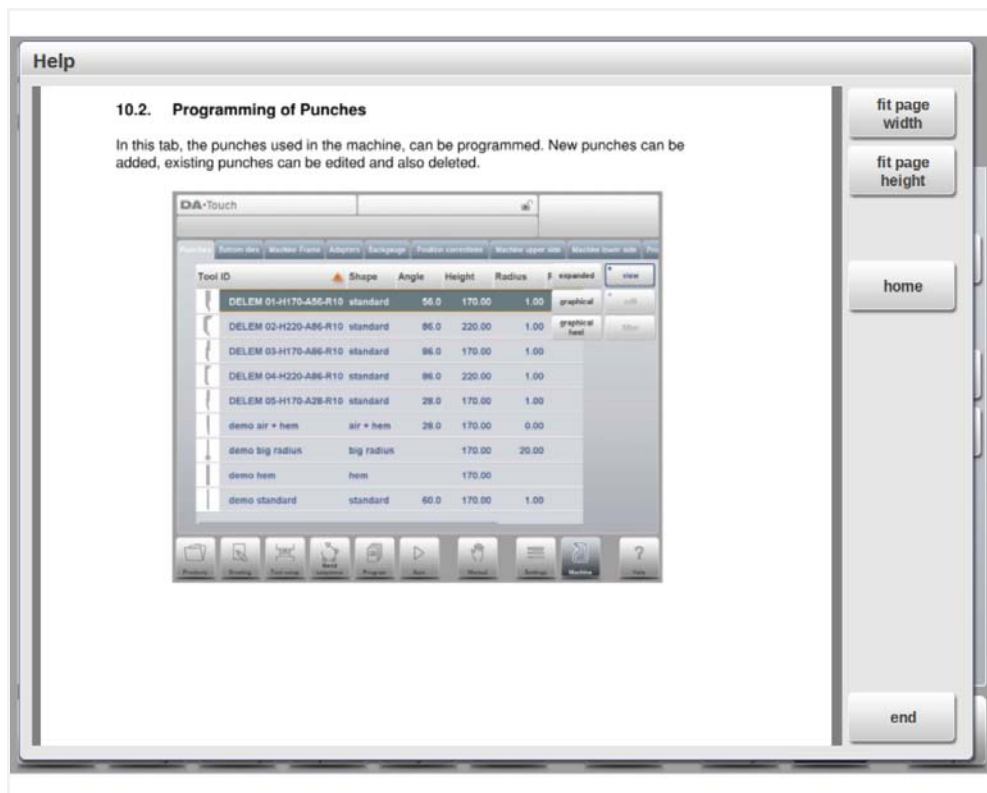 Help
10.2. Programming of Punches
In this tab, the punches used in the machine, can be programmed. New punches can be
added, existing punches can be edited and also deleted.
DA-Touch
Punches Bottom dies Machine Frame Adapters Backgauge Position corrections Machine upper side Machine lower side
Tool ID Shape Angle Height Radius F expanded view
DELEM 01-H170-A56-R10 standard 56.0 170.00 1.00 graphical edit
DELEM 02-H220-A86-R10 standard 86.0 220.00 1.00 graphical heel filter
DELEM 03-H170-A86-R10 standard 86.0 170.00 1.00
DELEM 04-H220-A86-R10 standard 86.0 220.00 1.00
DELEM 05-H170-A28-R10 standard 28.0 170.00 1.00
demo air + hem air + hem 28.0 170.00 0.00
demo big radius big radius 170.00 20.00
demo hem hem 170.00
demo standard standard 60.0 170.00 1.00
Products Drawing Tool setup Bend sequence Program Auto Manual Settings Machine Help
fit page
width
fit page
height
home
end